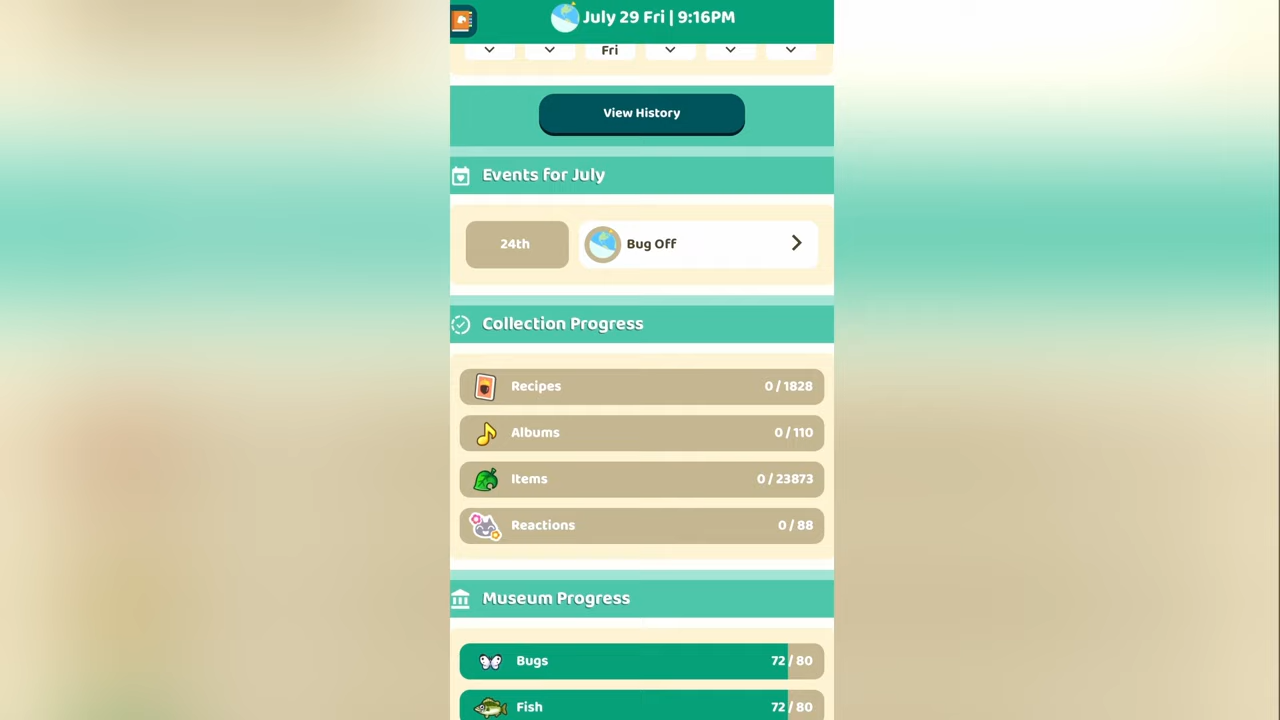 July 29 Fri | 9:16PM
Fri
View History
Events for July
24th Bug Off
Collection Progress
Recipes 0 / 1828
Albums 0 / 110
Items 0 / 23873
Reactions 0 / 88
Museum Progress
Bugs 72 / 80
Fish 72 / 80